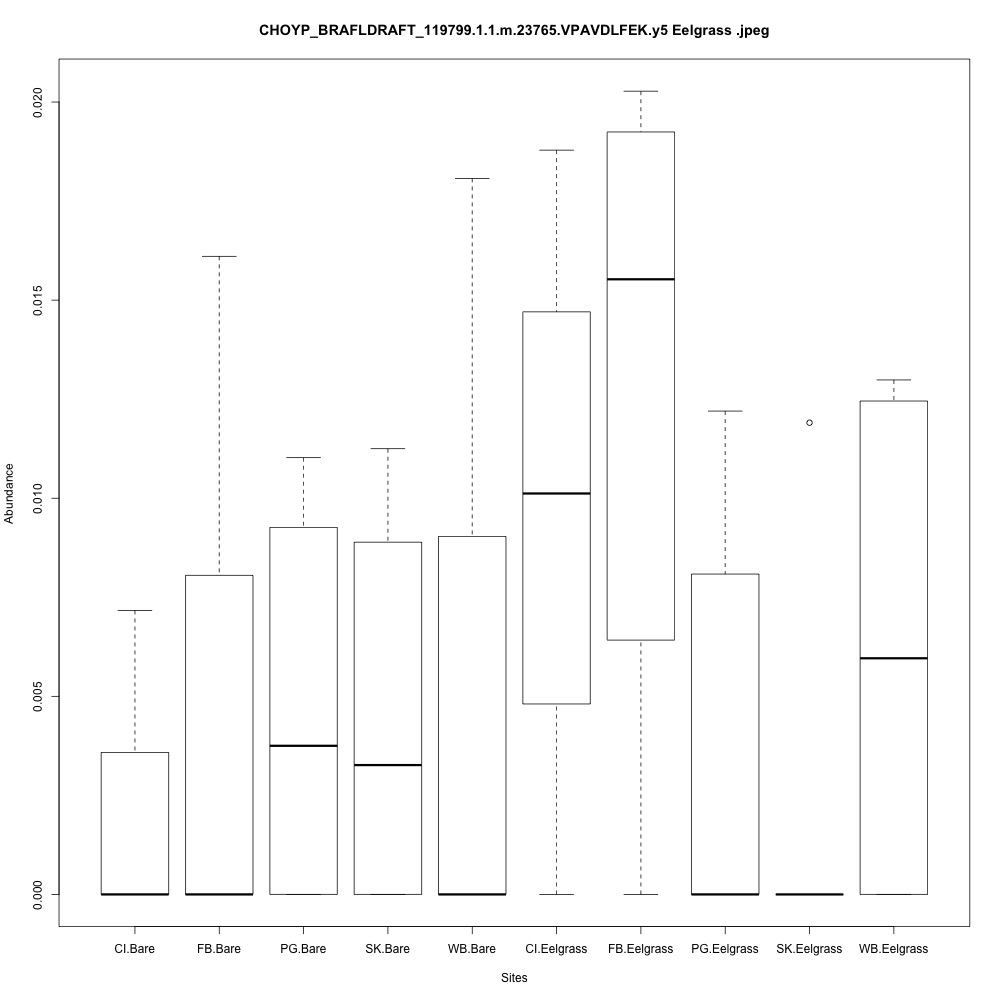 CHOYP_BRAFLDRAFT_119799.1.1.m.23765.VPAVDLFEK.y5 Eelgrass .jpeg
Abundance
0.020
0.015
0.010
0.005
0.000
CI.Bare FB.Bare PG.Bare SK.Bare WB.Bare CI.Eelgrass FB.Eelgrass PG.Eelgrass SK.Eelgrass WB.Eelgrass
Sites